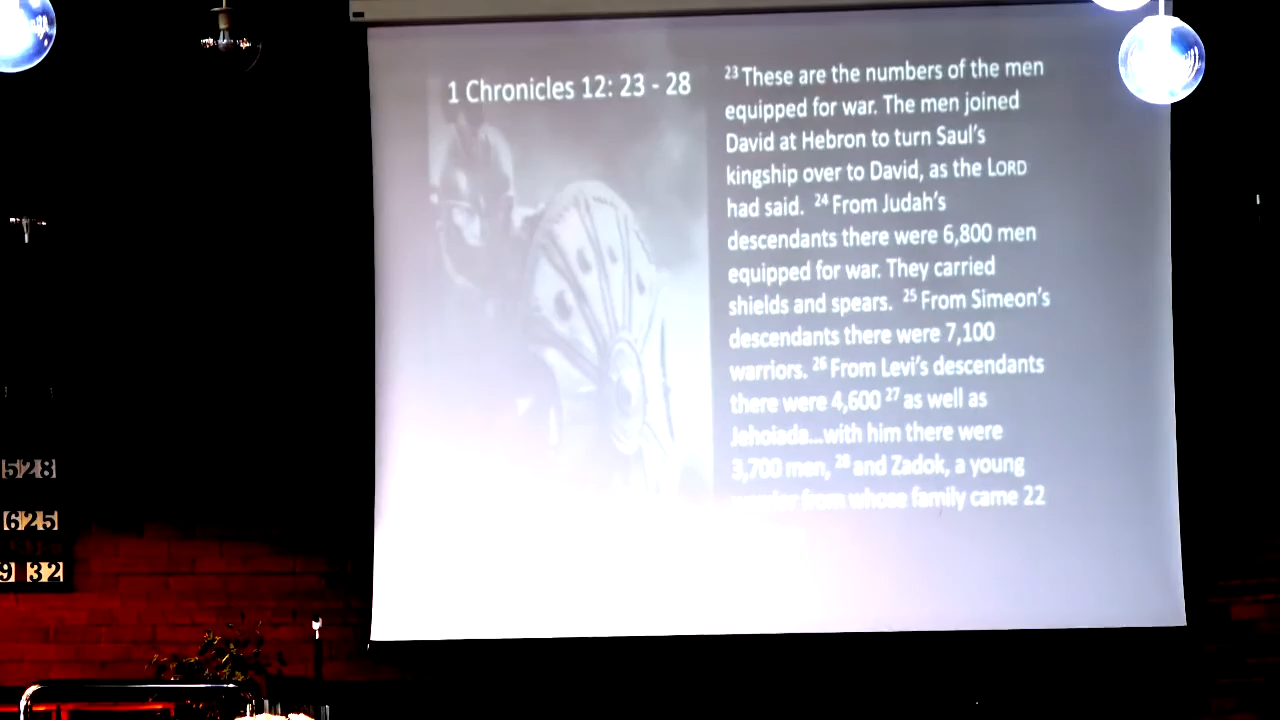 1 Chronicles 12: 23 - 28
23 These are the numbers of the men
equipped for war. The men joined
David at Hebron to turn Saul's
kingship over to David, as the LORD
had said. 24 From Judah's
descendants there were 6,800 men
equipped for war. They carried
shields and spears. 25 From Simeon's
descendants there were 7,100
warriors. 26 From Levi's descendants
there were 4,600 27 as well as
Jehoiada...with him there were
3,700 men, 28 and Zadok, a young
from whose family came 22
528
625
9 32